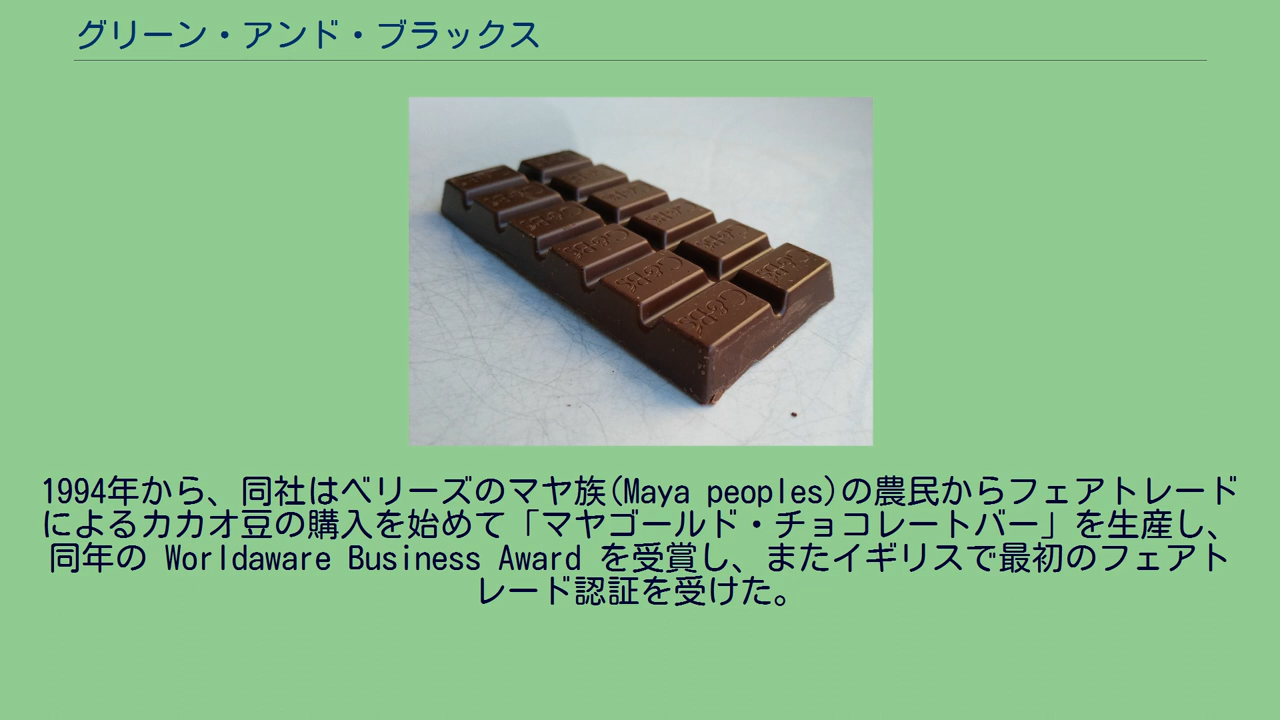 グリーン・アンド・ブラックス
1994年から、同社はベリーズのマヤ族(Maya peoples)の農民からフェアトレード
によるカカオ豆の購入を始めて「マヤゴールド・チョコレートバー」を生産し、
同年の Worldaware Business Award を受賞し、またイギリスで最初のフェアト
レード認証を受けた。